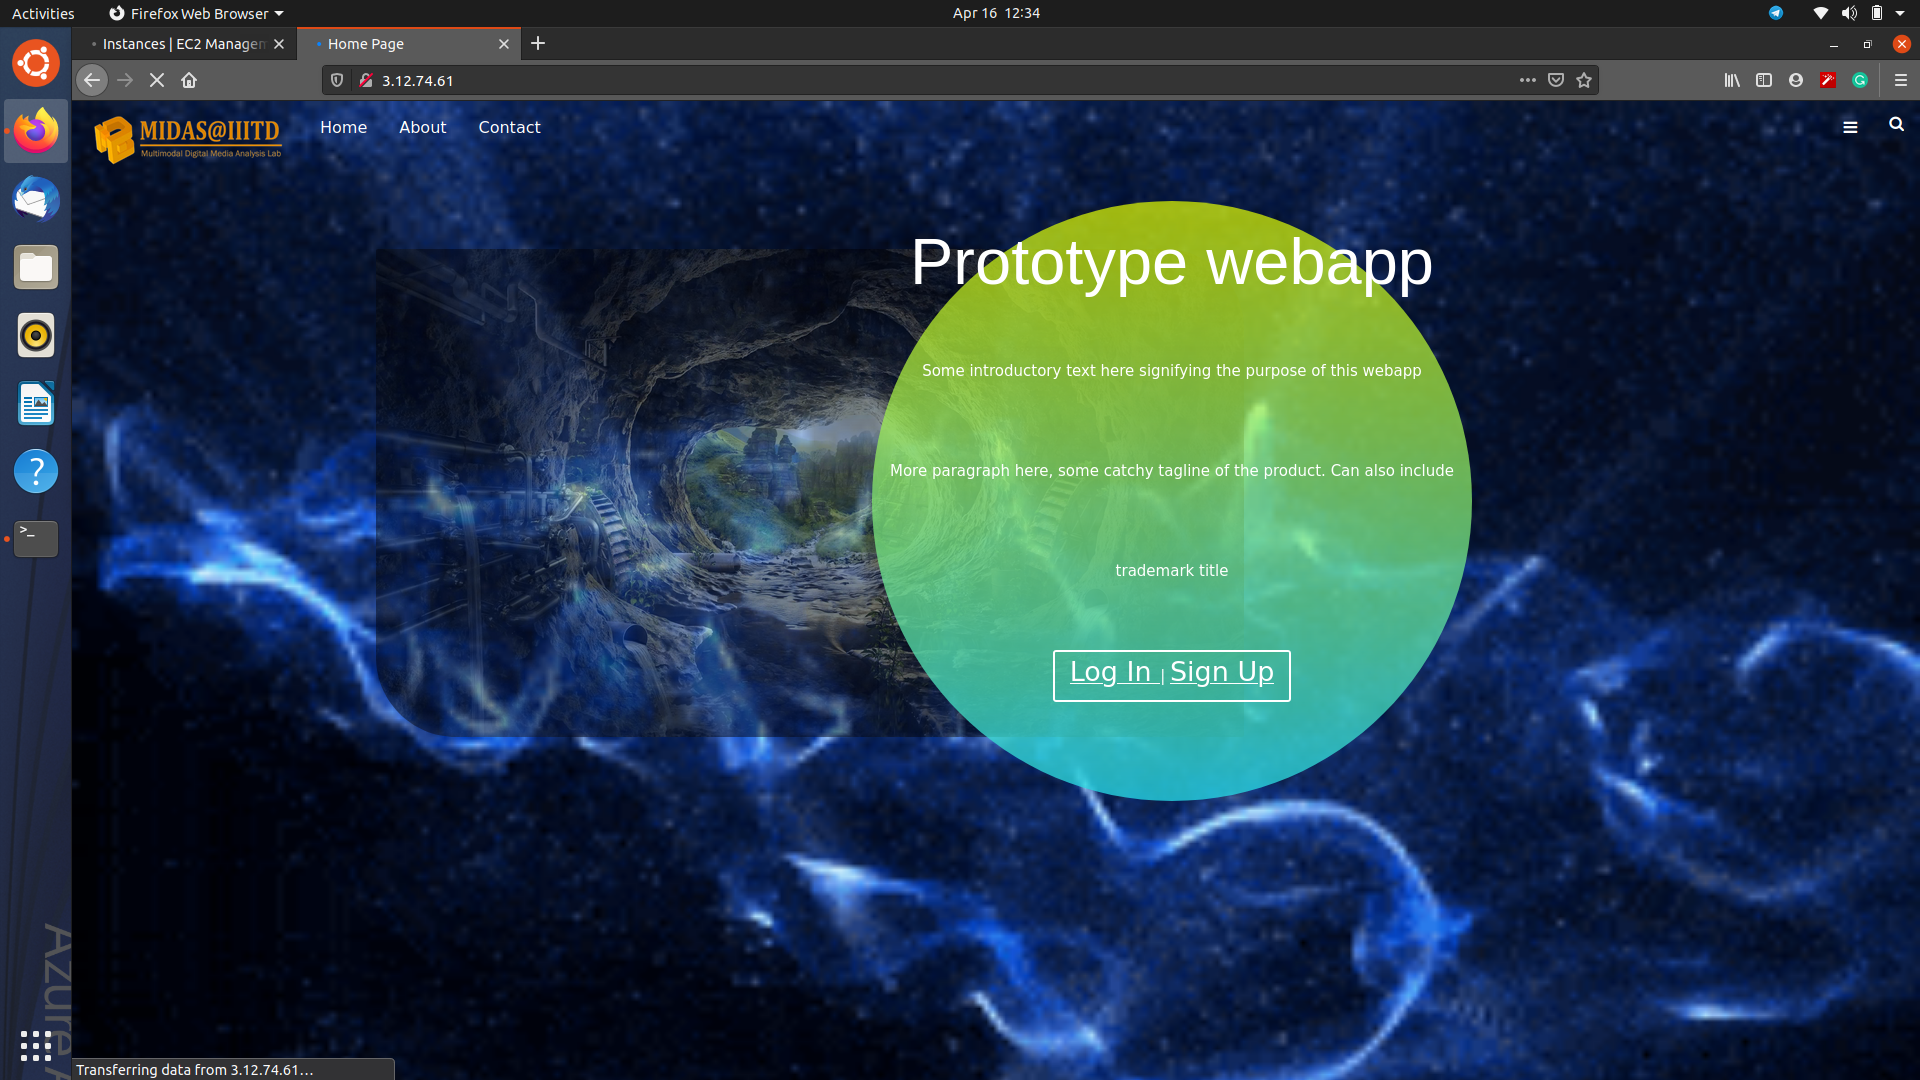 Activities
Firefox Web Browser
Apr 16 12:34
Instances | EC2 Managem
Home Page
3.12.74.61
MIDAS@IIITD
Multimodal Digital Media Analysis Lab
Home
About
Contact
Prototype webapp
Some introductory text here signifying the purpose of this webapp
More paragraph here, some catchy tagline of the product. Can also include
trademark title
Log In | Sign Up
>_
?
Azure A
Transferring data from 3.12.74.61…